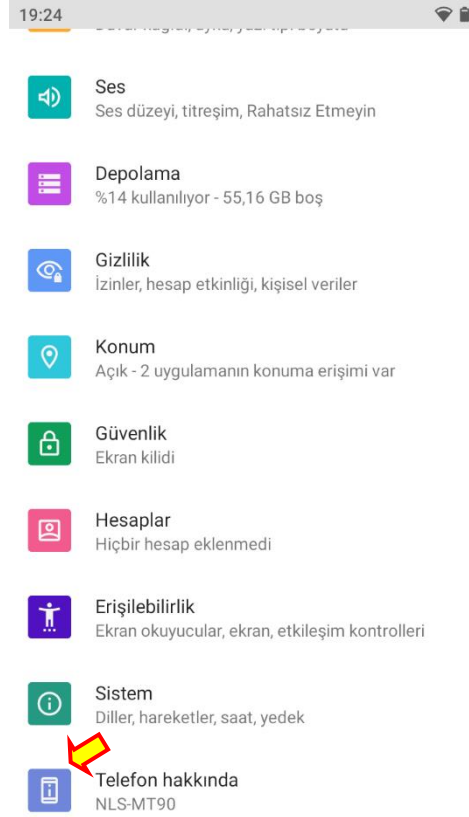 19:24
Ses
Ses düzeyi, titreşim, Rahatsız Etmeyin
Depolama
%14 kullanılıyor - 55,16 GB boş
Gizlilik
İzinler, hesap etkinliği, kişisel veriler
Konum
Açık - 2 uygulamanın konuma erişimi var
Güvenlik
Ekran kilidi
Hesaplar
Hiçbir hesap eklenmedi
Erişilebilirlik
Ekran okuyucular, ekran, etkileşim kontrolleri
Sistem
Diller, hareketler, saat, yedek
Telefon hakkında
NLS-MT90